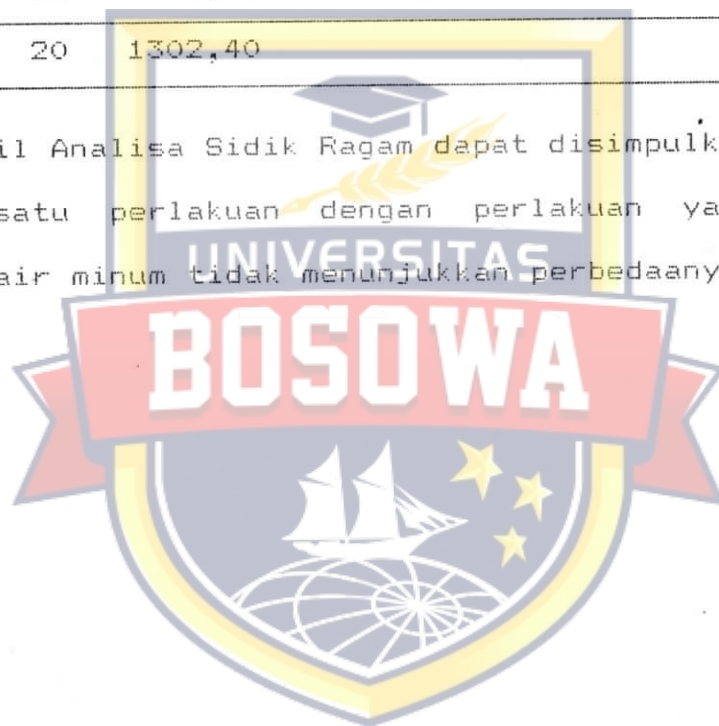 20 1302,40
il Analisa Sidik Ragam dapat disimpulk
satu perlakuan dengan perlakuan ya
air minum tidak menunjukkan perbedaany
UNIVERSITAS
BOSOWA